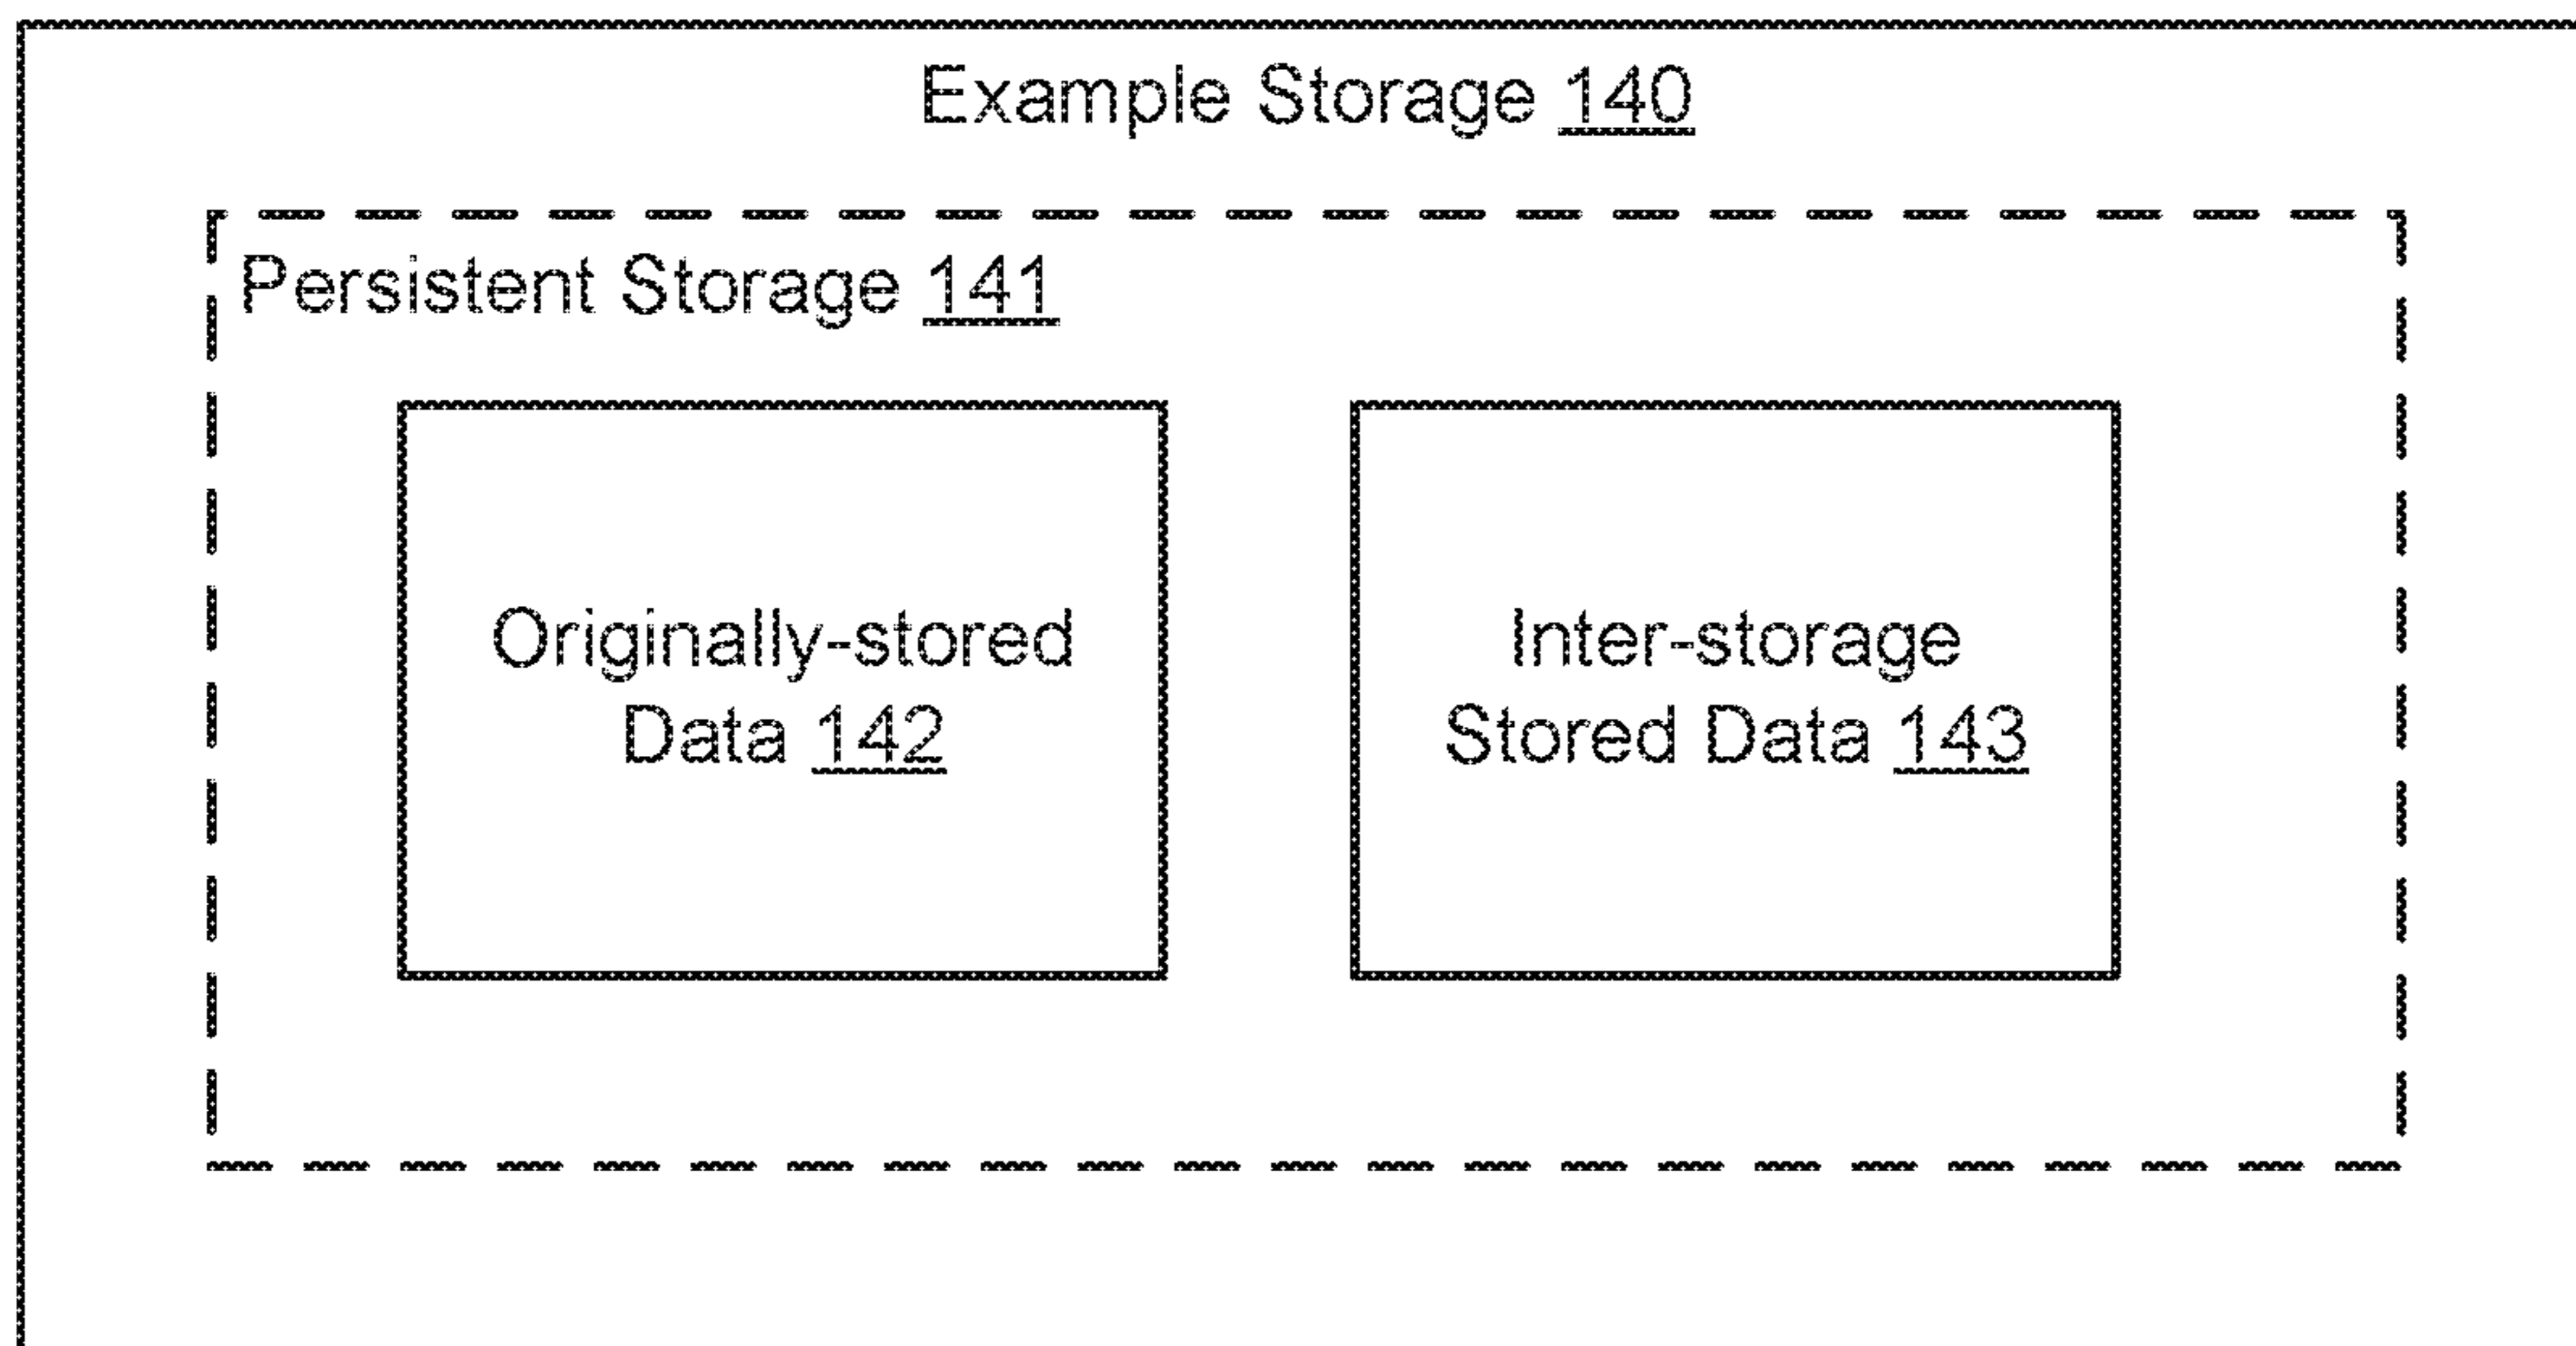 Example Storage 140
Persistent Storage 141
Originally-stored
Data 142
Inter-storage
Stored Data 143